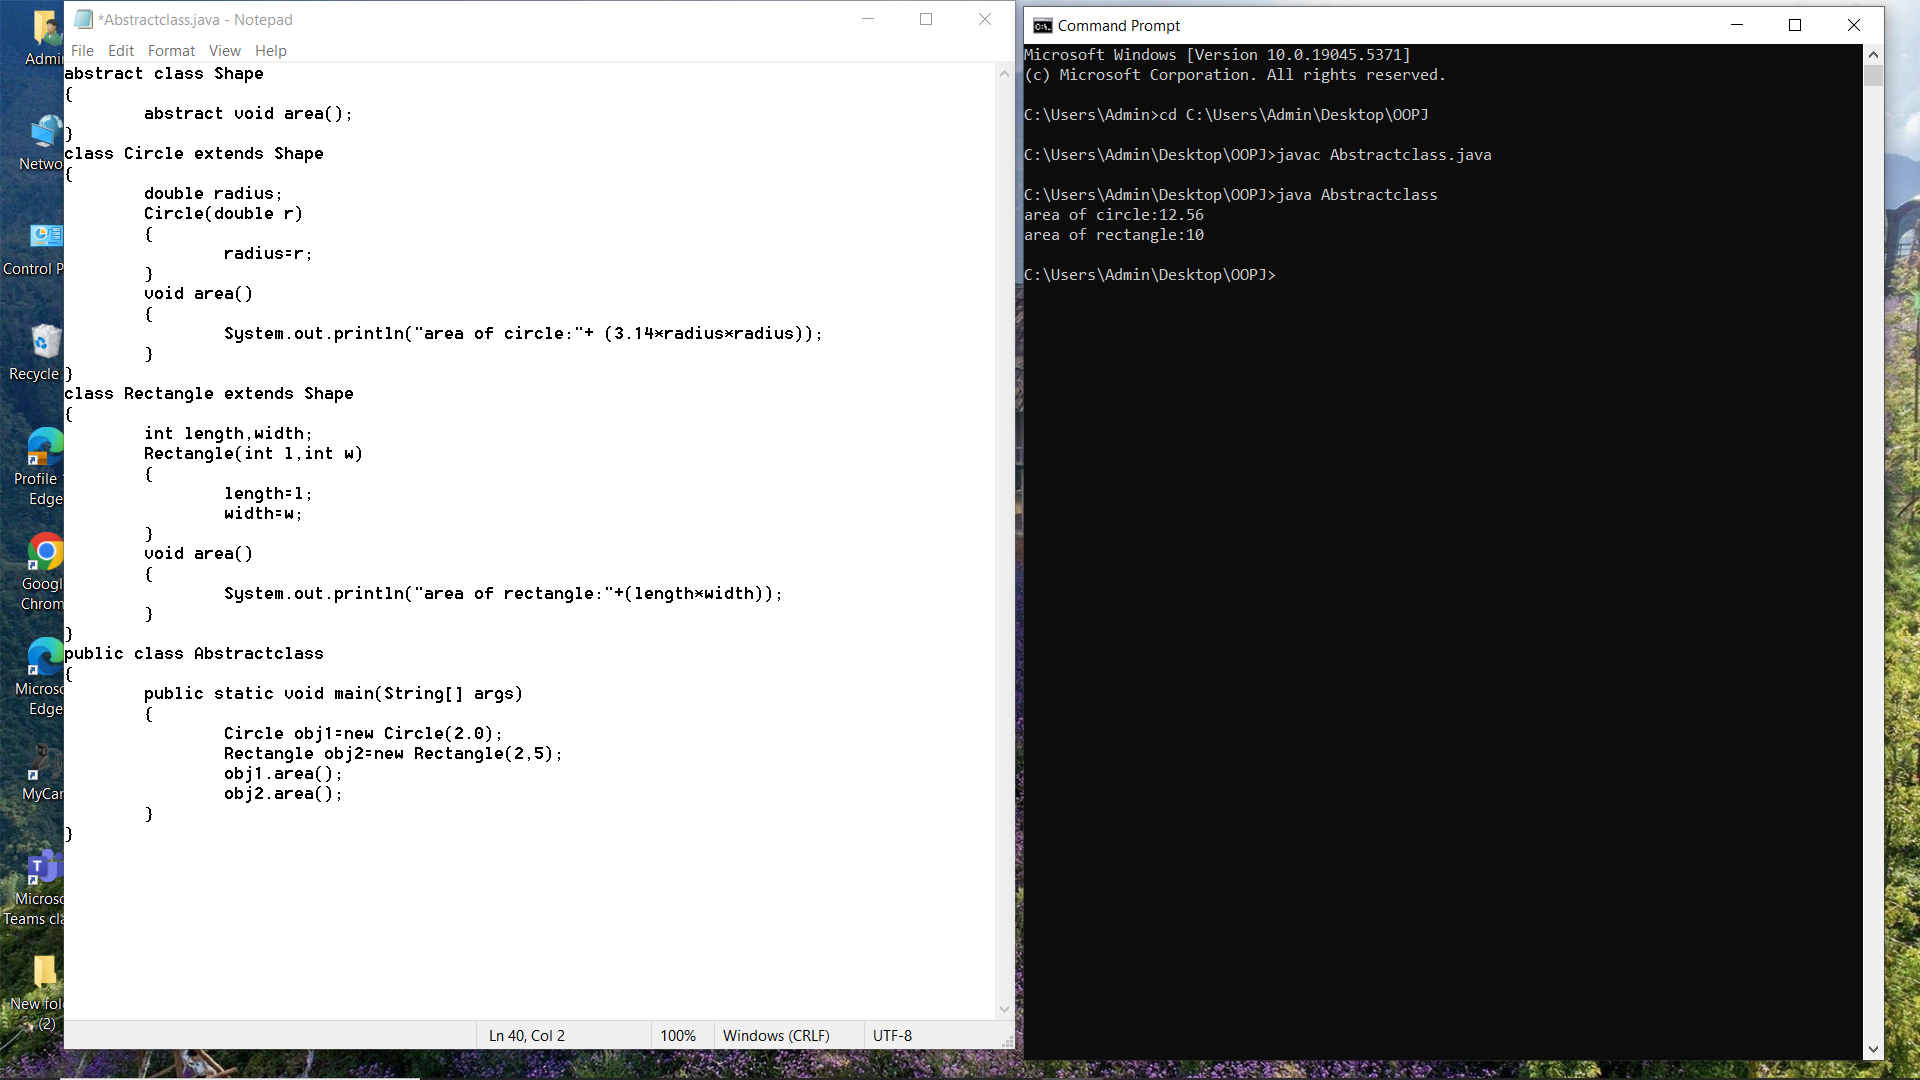 *Abstractclass.java - Notepad
File Edit Format View Help
abstract class Shape
{
        abstract void area();
}
class Circle extends Shape
{
        double radius;
        Circle(double r)
        {
                radius=r;
        }
        void area()
        {
                System.out.println("area of circle:"+ (3.14*radius*radius));
        }
}
class Rectangle extends Shape
{
        int length,width;
        Rectangle(int l,int w)
        {
                length=l;
                width=w;
        }
        void area()
        {
                System.out.println("area of rectangle:"+(length*width));
        }
}
public class Abstractclass
{
        public static void main(String[] args)
        {
                Circle obj1=new Circle(2.0);
                Rectangle obj2=new Rectangle(2,5);
                obj1.area();
                obj2.area();
        }
}
Ln 40, Col 2 100% Windows (CRLF) UTF-8
Command Prompt
Microsoft Windows [Version 10.0.19045.5371]
(c) Microsoft Corporation. All rights reserved.
C:\Users\Admin>cd C:\Users\Admin\Desktop\OOPJ
C:\Users\Admin\Desktop\OOPJ>javac Abstractclass.java
C:\Users\Admin\Desktop\OOPJ>java Abstractclass
area of circle:12.56
area of rectangle:10
C:\Users\Admin\Desktop\OOPJ>
Admi
Netwo
Control P
Recycle
Profile
Edge
Googl
Chrom
Microso
Edge
MyCar
Microso
Teams cla
New fol
(2)